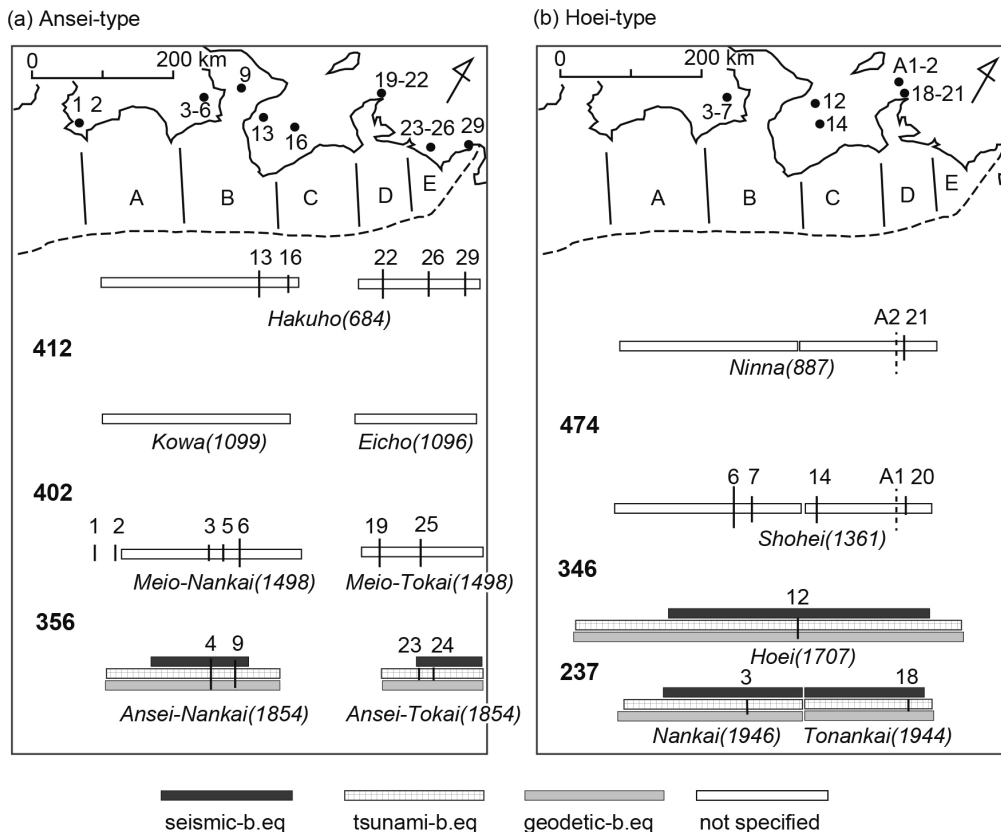 (a) Ansei-type
0 200 km
9
19-22
1 2
3-6
13
16
23-26
29
A B C D E
13 16 22 26 29
Hakuho(684)
412
Kowa(1099) Eicho(1096)
402
1 2 3 5 6 19 25
Meio-Nankai(1498) Meio-Tokai(1498)
356
4 9 23 24
Ansei-Nankai(1854) Ansei-Tokai(1854)
(b) Hoei-type
0 200 km
A1-2
3-7
12
18-21
14
A B C D E
A2 21
Ninna(887)
474
6 7 14 A1 20
Shohei(1361)
346
12
Hoei(1707)
237
3 18
Nankai(1946) Tonankai(1944)
seismic-b.eq tsunami-b.eq geodetic-b.eq not specified